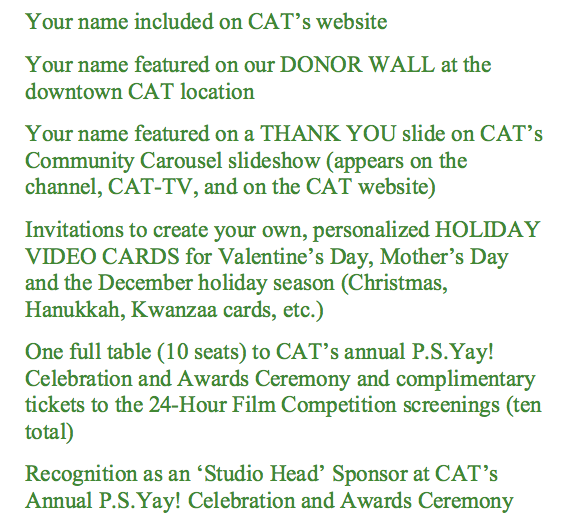 Your name included on CAT’s website
Your name featured on our DONOR WALL at the
downtown CAT location
Your name featured on a THANK YOU slide on CAT’s
Community Carousel slideshow (appears on the
channel, CAT-TV, and on the CAT website)
Invitations to create your own, personalized HOLIDAY
VIDEO CARDS for Valentine’s Day, Mother’s Day
and the December holiday season (Christmas,
Hanukkah, Kwanzaa cards, etc.)
One full table (10 seats) to CAT’s annual P.S.Yay!
Celebration and Awards Ceremony and complimentary
tickets to the 24-Hour Film Competition screenings (ten
total)
Recognition as an ‘Studio Head’ Sponsor at CAT’s
Annual P.S.Yay! Celebration and Awards Ceremony